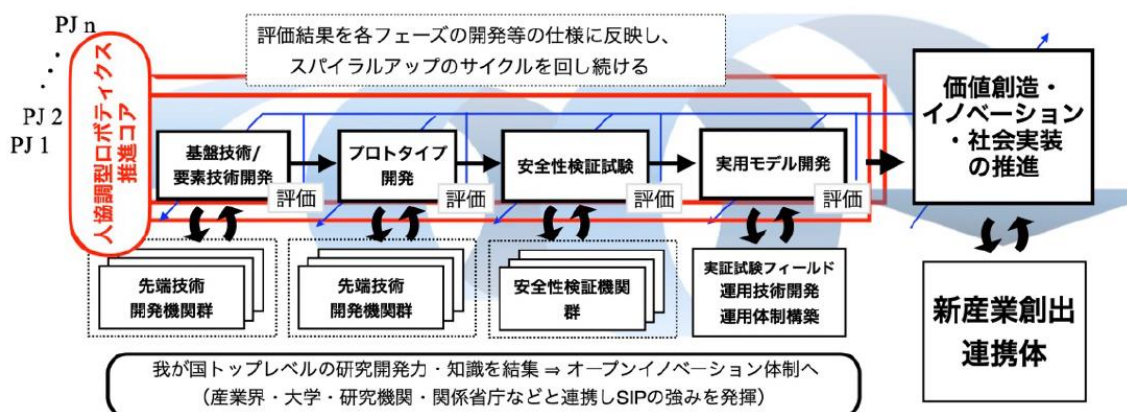 PJ n
PJ 2
PJ 1
人協調型ロボティクス
推進コア
評価結果を各フェーズの開発等の仕様に反映し、
スパイラルアップのサイクルを回し続ける
基盤技術/
要素技術開発
評価
プロトタイプ
開発
評価
安全性検証試験
評価
実用モデル開発
評価
価値創造・
イノベーション
・社会実装
の推進
先端技術
開発機関群
先端技術
開発機関群
安全性検証機関
群
実証試験フィールド
運用技術開発
運用体制構築
新産業創出
連携体
我が国トップレベルの研究開発力・知識を結集 ⇒ オープンイノベーション体制へ
（産業界・大学・研究機関・関係省庁などと連携しSIPの強みを発揮）